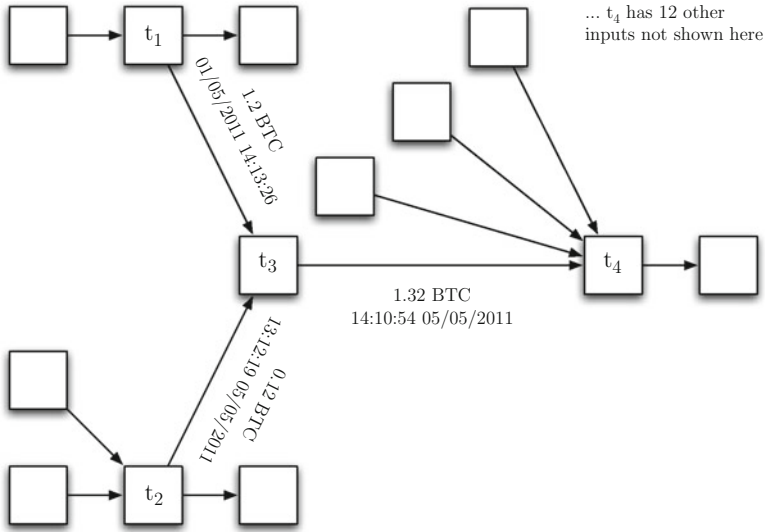 t1
1.2 BTC
01/05/2011 14:13:26
... t4 has 12 other
inputs not shown here
t3
t4
1.32 BTC
14:10:54 05/05/2011
13:12:19 05/05/2011
0.12 BTC
t2